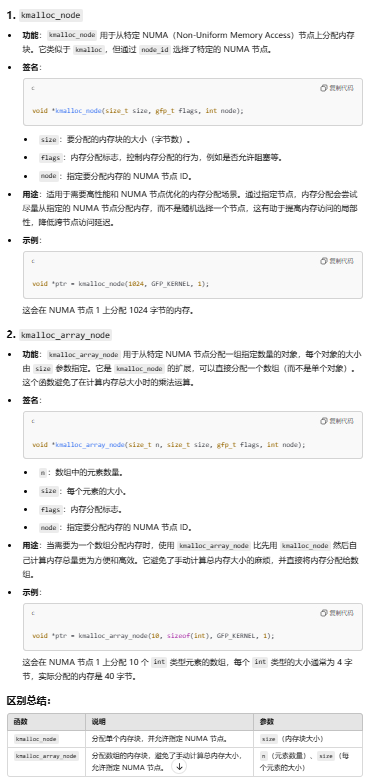 1. kmalloc_node
• 功能：kmalloc_node 用于从特定 NUMA（Non-Uniform Memory Access）节点上分配内存
块。它类似于 kmalloc，但通过 node_id 选择了特定的 NUMA 节点。
• 签名：
c 复制代码
void *kmalloc_node(size_t size, gfp_t flags, int node);
• size：要分配的内存块的大小（字节数）。
• flags：内存分配标志，控制内存分配的行为，例如是否允许阻塞等。
• node：指定要分配内存的 NUMA 节点 ID。
• 用途：适用于需要高性能和 NUMA 节点优化的内存分配场景。通过指定节点，内存分配会尝试
尽量从指定的 NUMA 节点分配内存，而不是随机选择一个节点，这有助于提高内存访问的局部
性，降低跨节点访问延迟。
• 示例：
c 复制代码
void *ptr = kmalloc_node(1024, GFP_KERNEL, 1);
这会在 NUMA 节点 1 上分配 1024 字节的内存。
2. kmalloc_array_node
• 功能：kmalloc_array_node 用于从特定 NUMA 节点分配一组指定数量的对象，每个对象的大小
由 size 参数指定。它是 kmalloc_node 的扩展，可以直接分配一个数组（而不是单个对象）。
这个函数避免了在计算内存总大小时的乘法运算。
• 签名：
c 复制代码
void *kmalloc_array_node(size_t n, size_t size, gfp_t flags, int node);
• n：数组中的元素数量。
• size：每个元素的大小。
• flags：内存分配标志。
• node：指定要分配内存的 NUMA 节点 ID。
• 用途：当需要为一个数组分配内存时，使用 kmalloc_array_node 比先用 kmalloc_node 然后自
己计算内存总量更为方便和高效。它避免了手动计算总内存大小的麻烦，并直接将内存分配给数
组。
• 示例：
c 复制代码
void *ptr = kmalloc_array_node(10, sizeof(int), GFP_KERNEL, 1);
这会在 NUMA 节点 1 上分配 10 个 int 类型元素的数组，每个 int 类型的大小通常为 4 字
节，实际分配的内存是 40 字节。
区别总结：
函数 说明 参数
kmalloc_node 分配单个内存块，并允许指定 NUMA 节点。 size（内存块大小）
kmalloc_array_node 分配数组的内存块，避免了手动计算总内存大小， n（元素数量）、size（每
允许指定 NUMA 节点。 个元素的大小）